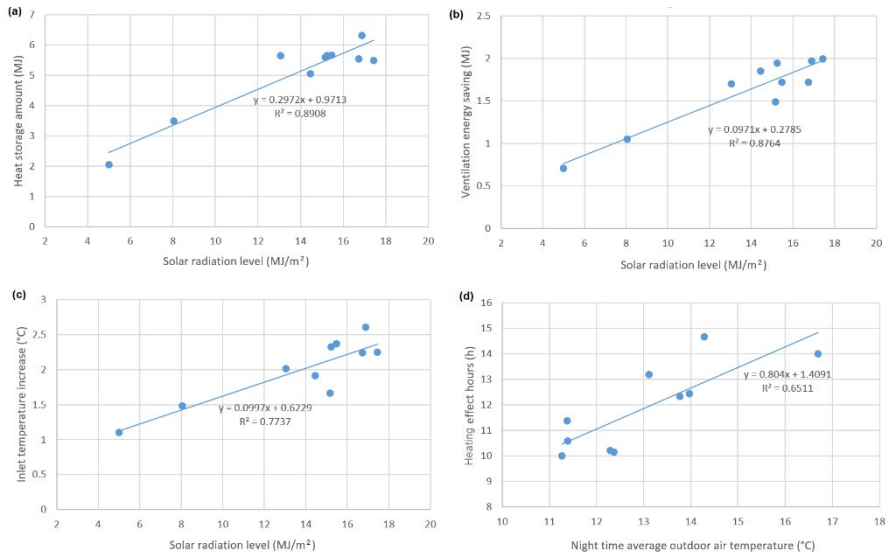 (a)
Heat storage amount (MJ)
7
6
5
4
3
2
1
0
y = 0.2972x + 0.9713
R² = 0.8908
2 4 6 8 10 12 14 16 18 20
Solar radiation level (MJ/m²)
(b)
Ventilation energy saving (MJ)
2.5
2
1.5
1
0.5
0
y = 0.0971x + 0.2785
R² = 0.8764
2 4 6 8 10 12 14 16 18 20
Solar radiation level (MJ/m²)
(c)
Inlet temperature increase (°C)
3
2.5
2
1.5
1
0.5
0
y = 0.0997x + 0.6229
R² = 0.7737
2 4 6 8 10 12 14 16 18 20
Solar radiation level (MJ/m²)
(d)
Heating effect hours (h)
16
15
14
13
12
11
10
9
8
y = 0.804x + 1.4091
R² = 0.6511
10 11 12 13 14 15 16 17 18
Night time average outdoor air temperature (°C)